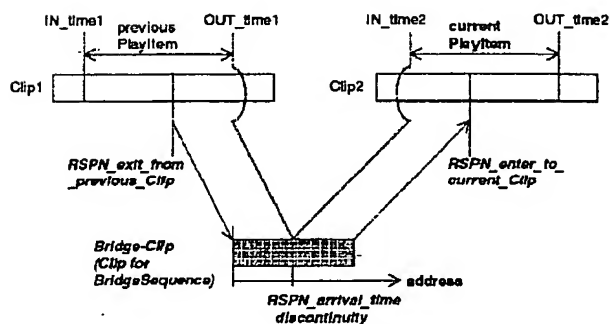 previous
PlayItem
IN_time1
OUT_time1
current
PlayItem
IN_time2
OUT_time2
Clip1
Clip2
RSPN_exit_from
_previous_Clip
RSPN_enter_to_
current_Clip
Bridge-Clip
(Clip for
BridgeSequence)
address
RSPN_arrival_time
discontinuity